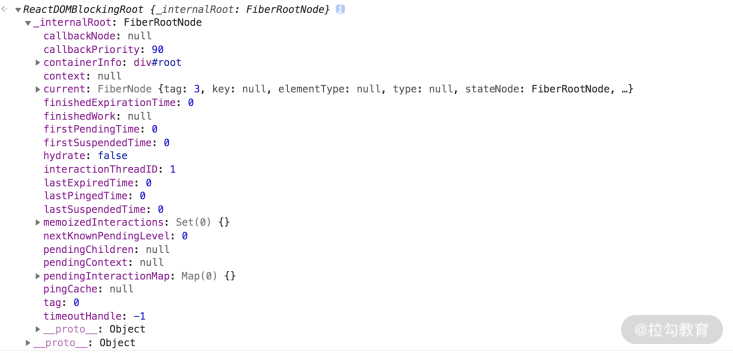 ReactDOMBlockingRoot {_internalRoot: FiberRootNode} i
_internalRoot: FiberRootNode
callbackNode: null
callbackPriority: 90
containerInfo: div#root
context: null
current: FiberNode {tag: 3, key: null, elementType: null, type: null, stateNode: FiberRootNode, …}
finishedExpirationTime: 0
finishedWork: null
firstPendingTime: 0
firstSuspendedTime: 0
hydrate: false
interactionThreadID: 1
lastExpiredTime: 0
lastPingedTime: 0
lastSuspendedTime: 0
memoizedInteractions: Set(0) {}
nextKnownPendingLevel: 0
pendingChildren: null
pendingContext: null
pendingInteractionMap: Map(0) {}
pingCache: null
tag: 0
timeoutHandle: -1
__proto__: Object
__proto__: Object
@拉勾教育